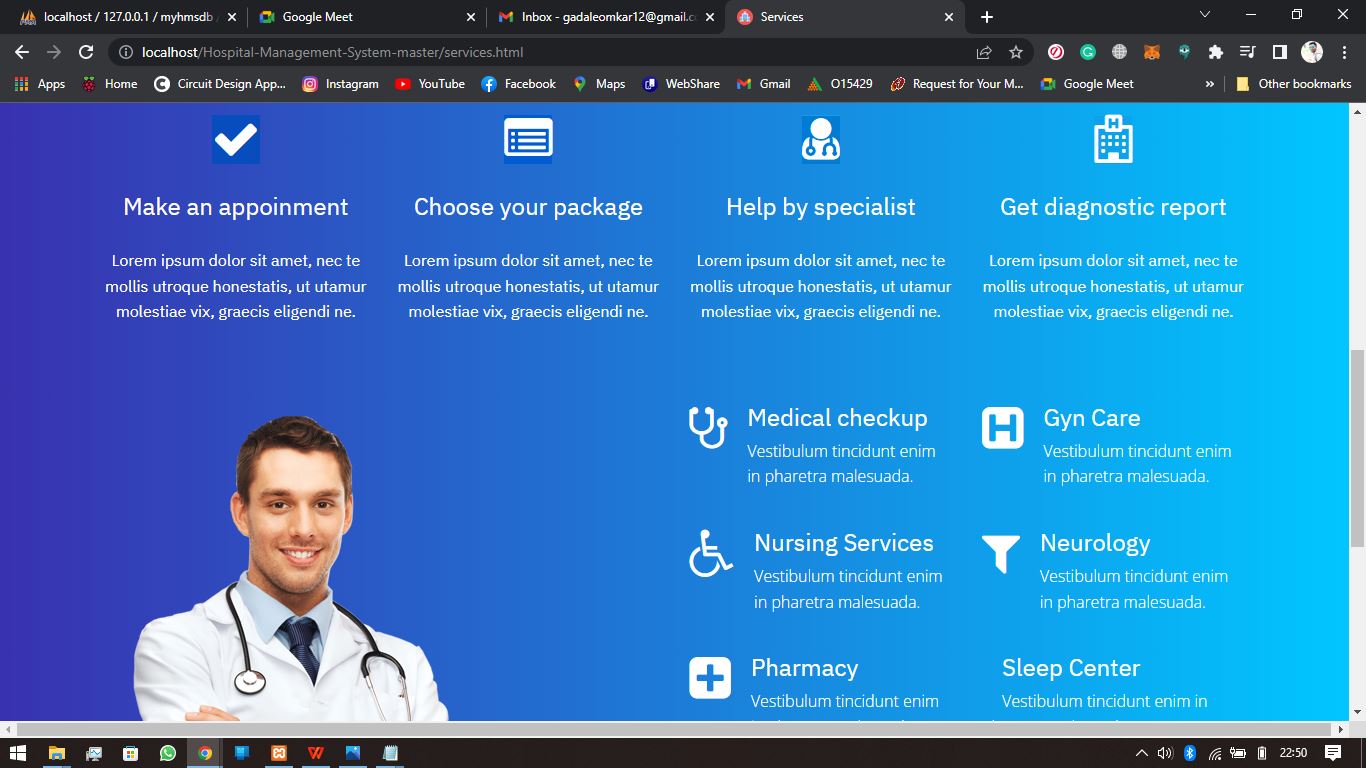 localhost / 127.0.0.1 / myhmsdb
Google Meet
Inbox - gadaleomkar12@gmail.c
Services
localhost/Hospital-Management-System-master/services.html
Apps
Home
Circuit Design App...
Instagram
YouTube
Facebook
Maps
WebShare
Gmail
O15429
Request for Your M...
Google Meet
»
Other bookmarks
Make an appoinment
Choose your package
Help by specialist
Get diagnostic report
Lorem ipsum dolor sit amet, nec te
mollis utroque honestatis, ut utamur
molestiae vix, graecis eligendi ne.
Lorem ipsum dolor sit amet, nec te
mollis utroque honestatis, ut utamur
molestiae vix, graecis eligendi ne.
Lorem ipsum dolor sit amet, nec te
mollis utroque honestatis, ut utamur
molestiae vix, graecis eligendi ne.
Lorem ipsum dolor sit amet, nec te
mollis utroque honestatis, ut utamur
molestiae vix, graecis eligendi ne.
Medical checkup
Vestibulum tincidunt enim
in pharetra malesuada.
Gyn Care
Vestibulum tincidunt enim
in pharetra malesuada.
Nursing Services
Vestibulum tincidunt enim
in pharetra malesuada.
Neurology
Vestibulum tincidunt enim
in pharetra malesuada.
Pharmacy
Vestibulum tincidunt enim
Sleep Center
Vestibulum tincidunt enim in
22:50